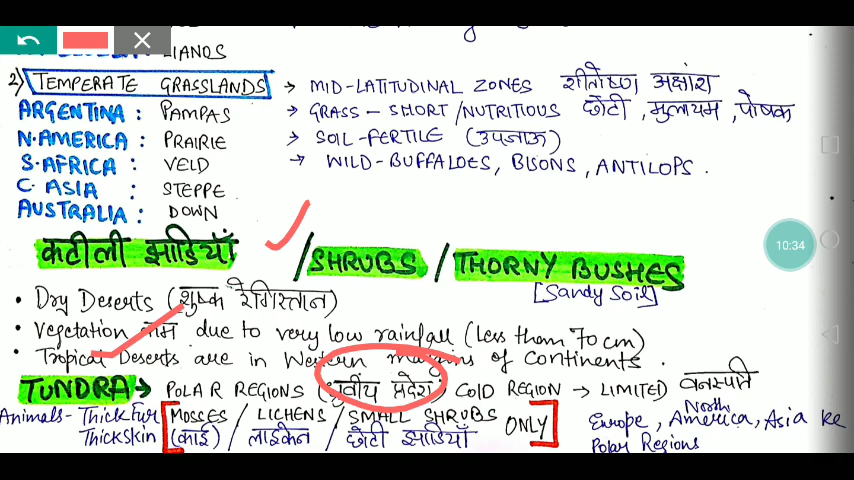 LIANOS
2) TEMPERATE GRASSLANDS → MID-LATITUDINAL ZONES शीतोष्ण अक्षांश
ARGENTINA: PAMPAS → GRASS - SHORT/NUTRITIOUS छोटी, मुलायम, पोषक
N.AMERICA: PRAIRIE → SOIL-FERTILE (उपजाऊ)
S.AFRICA: VELD → WILD-BUFFALOES, BISONS, ANTILOPS.
C.ASIA: STEPPE
AUSTRALIA: DOWN
10:34
कटीली झाडियाँ /SHRUBS / THORNY BUSHES
[Sandy Soil]
• Dry Deserts (शुष्क रेगिस्तान)
• Vegetation कम due to very low rainfall (Less them 70 cm)
• Tropical Deserts are in Western margins of continents.
TUNDRA → POLAR REGIONS (ध्रुवीय प्रदेश) COLD REGION → LIMITED वनस्पति
Animals- Thick Fur [MOSSES / LICHENS / SMALL SHRUBS ONLY] Europe, North America, Asia ke
Thick skin (काई) / लाइकेन / छोटी झाडियाँ Polar Regions